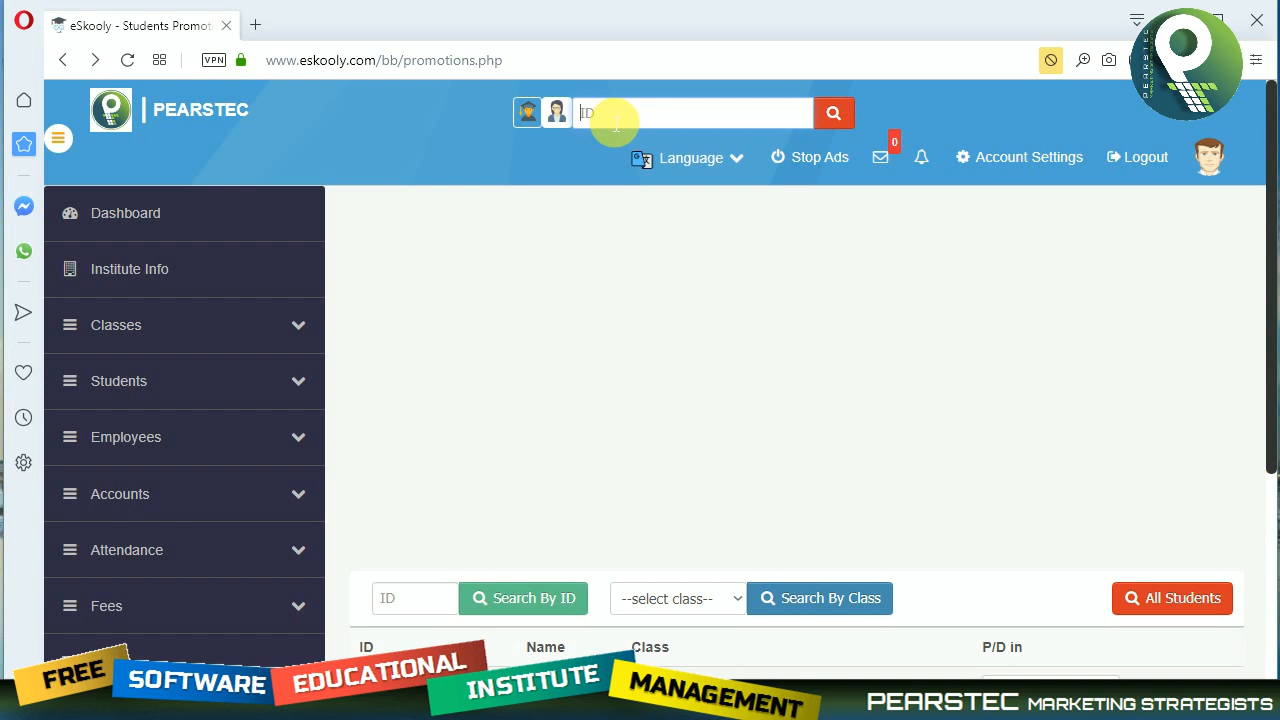 eSkooly - Students Promoti
VPN
www.eskooly.com/bb/promotions.php
PEARSTEC
ID
Language
Stop Ads
0
Account Settings
Logout
Dashboard
Institute Info
Classes
Students
Employees
Accounts
Attendance
Fees
ID
Search By ID
--select class--
Search By Class
All Students
ID
Name
Class
P/D in
FREE
SOFTWARE
EDUCATIONAL
INSTITUTE
MANAGEMENT
PEARSTEC MARKETING STRATEGISTS